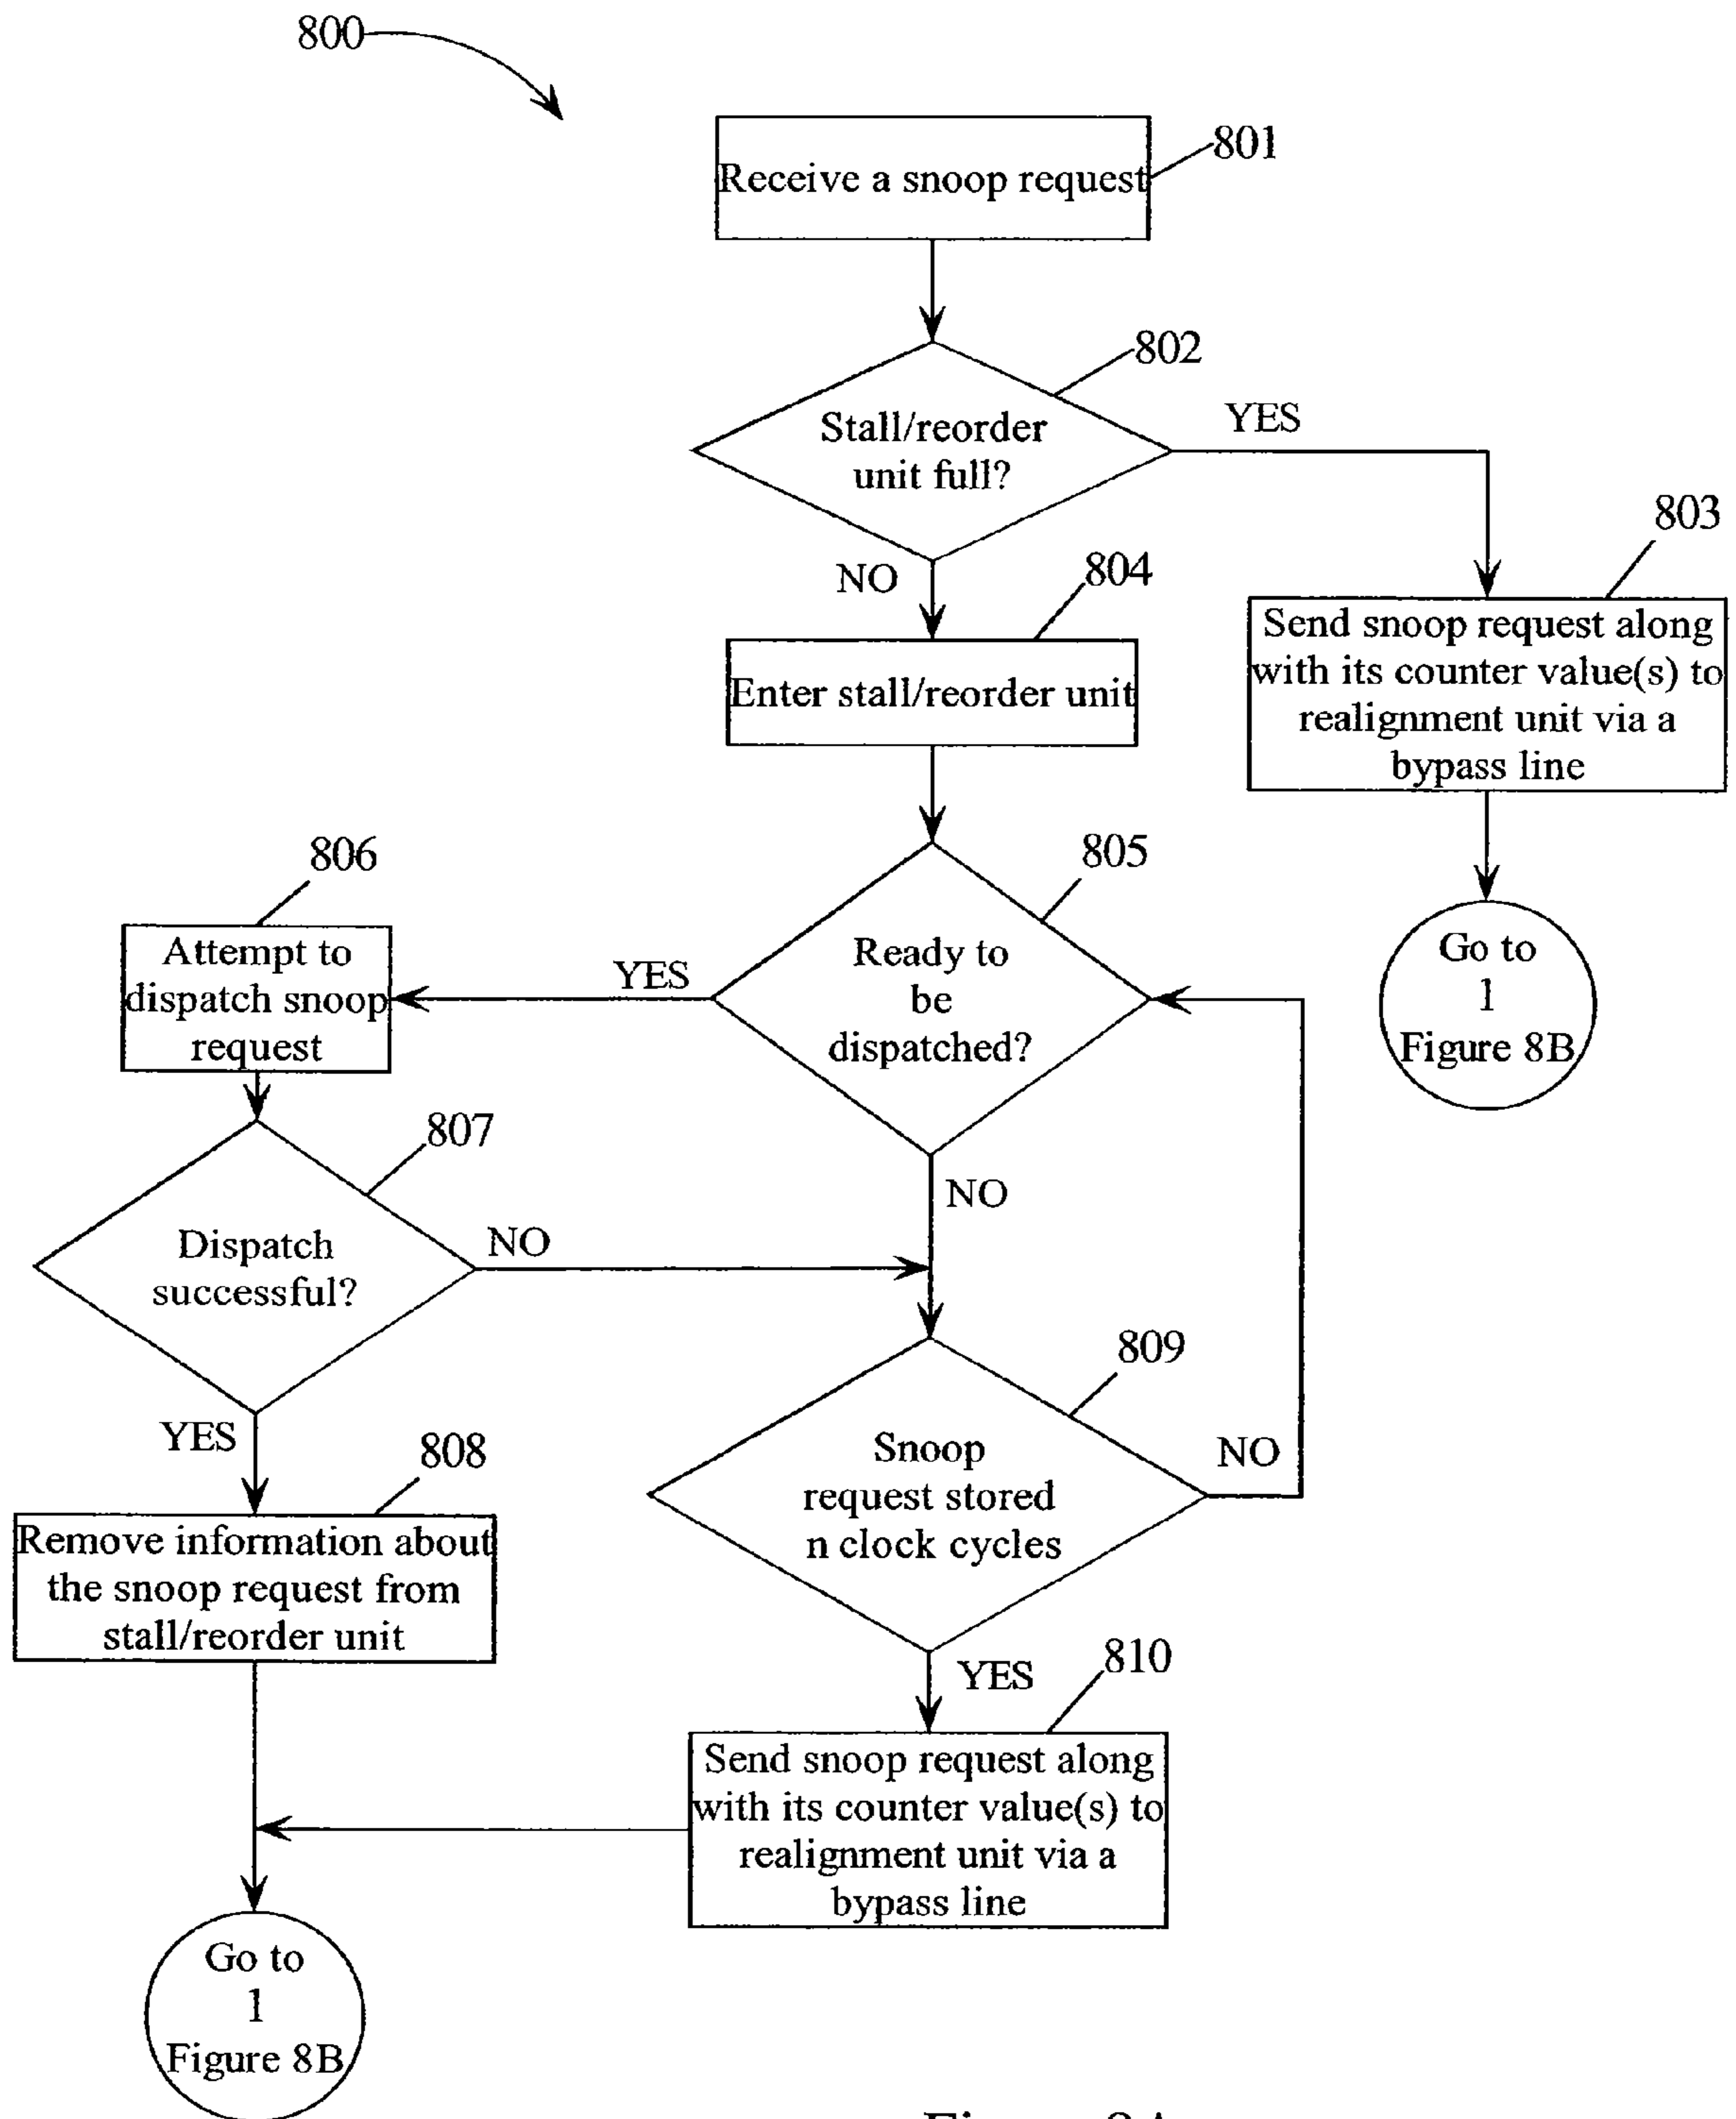 800
801
Receive a snoop request
802
Stall/reorder
unit full?
YES
NO
803
Send snoop request along
with its counter value(s) to
realignment unit via a
bypass line
804
Enter stall/reorder unit
805
Ready to
be
dispatched?
YES
NO
Go to
1
Figure 8B
806
Attempt to
dispatch snoop
request
807
Dispatch
successful?
NO
YES
808
Remove information about
the snoop request from
stall/reorder unit
809
Snoop
request stored
n clock cycles
NO
YES
810
Send snoop request along
with its counter value(s) to
realignment unit via a
bypass line
Go to
1
Figure 8B
Figure 8A